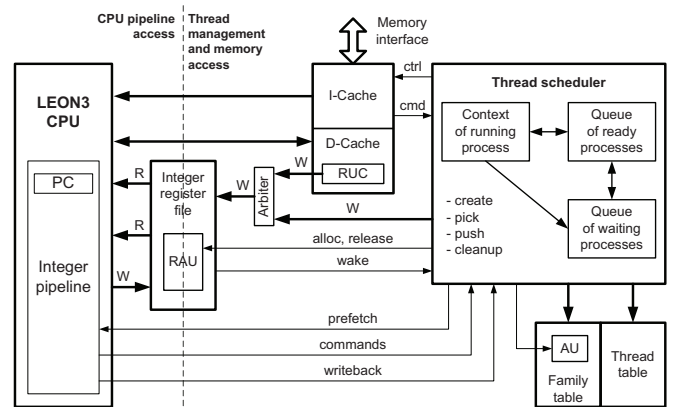 CPU pipeline
access
Thread
management
and memory
access
Memory
interface
LEON3
CPU
PC
Integer
pipeline
R
R
W
Integer
register
file
RAU
W
Arbiter
W
W
I-Cache
D-Cache
RUC
ctrl
cmd
Thread scheduler
Context
of running
process
Queue
of ready
processes
Queue
of waiting
processes
- create
- pick
- push
- cleanup
alloc, release
wake
prefetch
commands
writeback
AU
Family
table
Thread
table